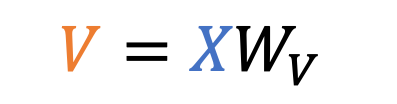 V = XW_V